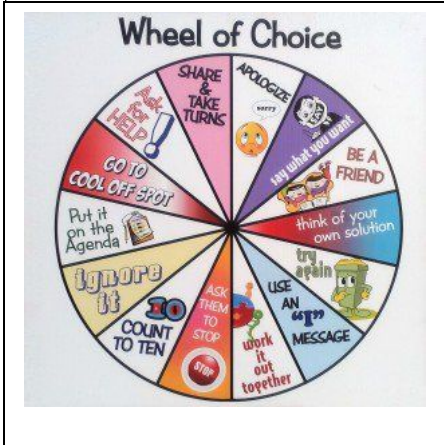 Wheel of Choice
SHARE
&
TAKE
TURNS
APOLOGIZE
sorry
say what you want
BE A
FRIEND
think of your
own solution
try
again
USE
AN
"I"
MESSAGE
work
it
out
together
ASK
THEM
TO
STOP
STOP
10
COUNT
TO TEN
ignore
it
Put it
on the
Agenda
GO TO
COOL OFF SPOT
Ask
for
HELP!